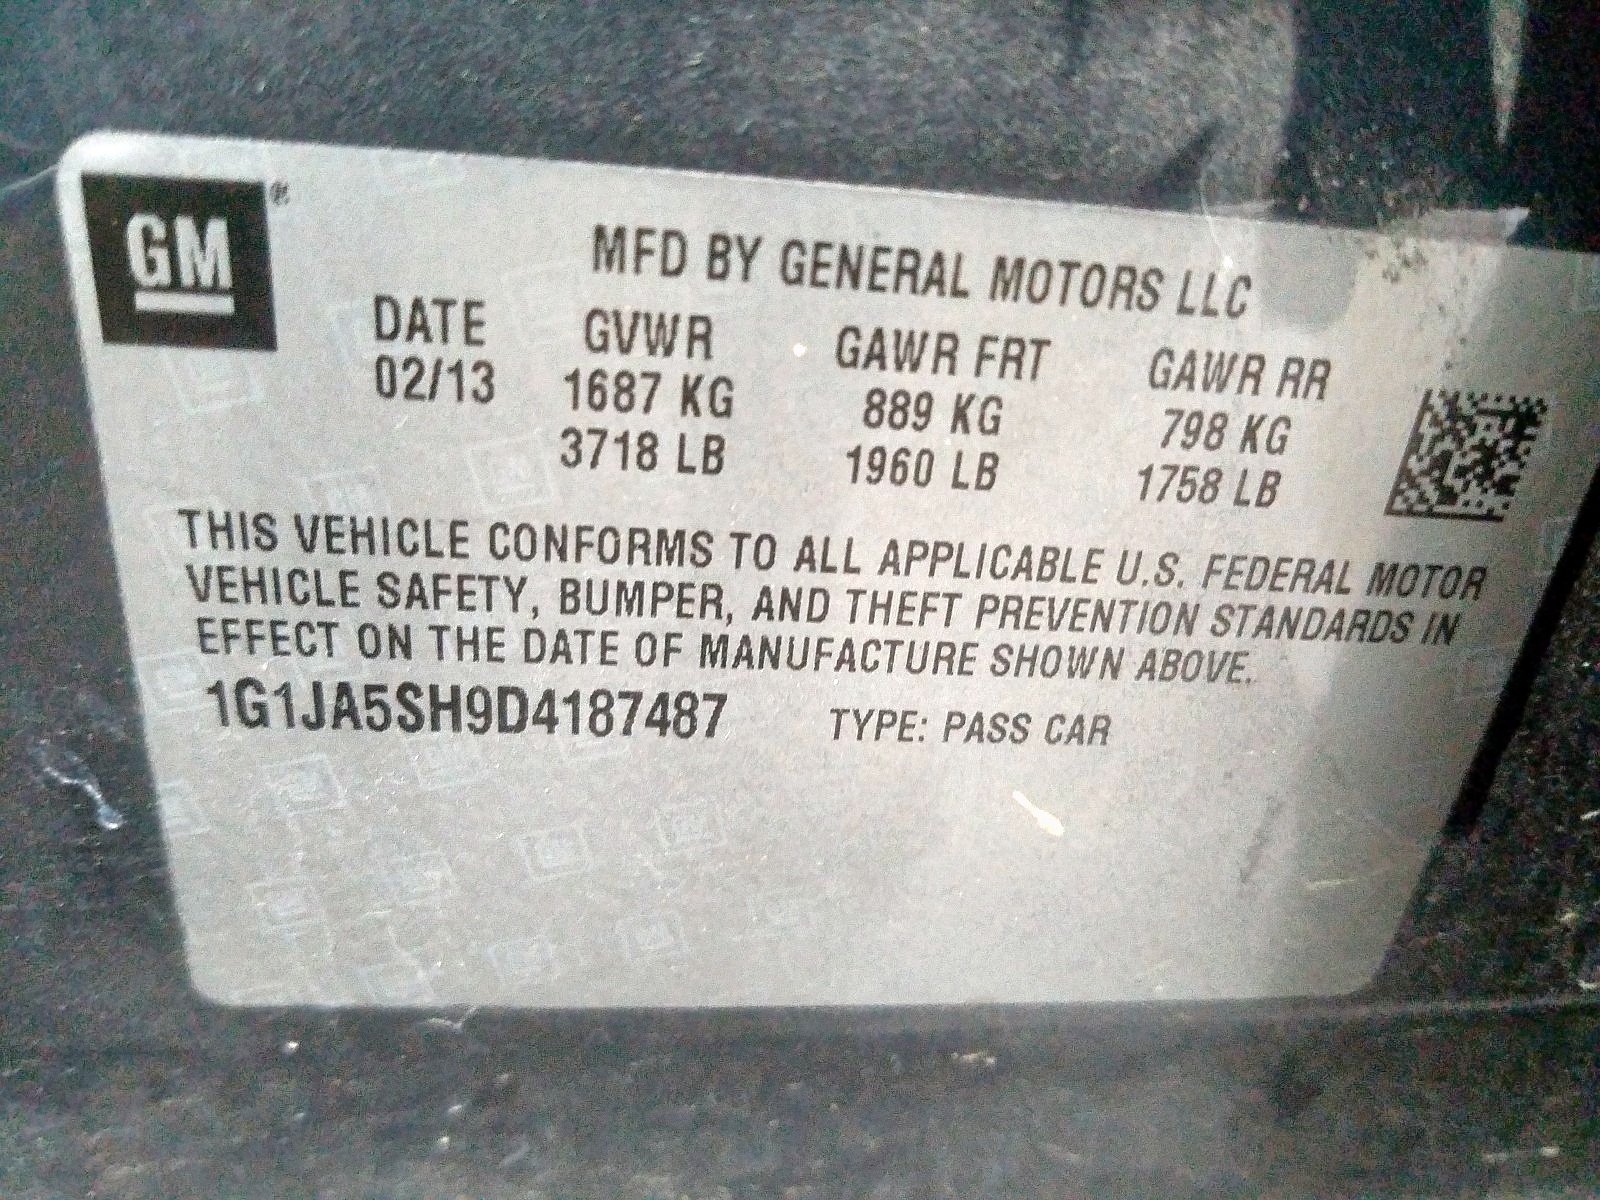 GM®
MFD BY GENERAL MOTORS LLC
DATE GVWR GAWR FRT GAWR RR
02/13 1687 KG 889 KG 798 KG
3718 LB 1960 LB 1758 LB
THIS VEHICLE CONFORMS TO ALL APPLICABLE U.S. FEDERAL MOTOR
VEHICLE SAFETY, BUMPER, AND THEFT PREVENTION STANDARDS IN
EFFECT ON THE DATE OF MANUFACTURE SHOWN ABOVE.
1G1JA5SH9D4187487 TYPE: PASS CAR